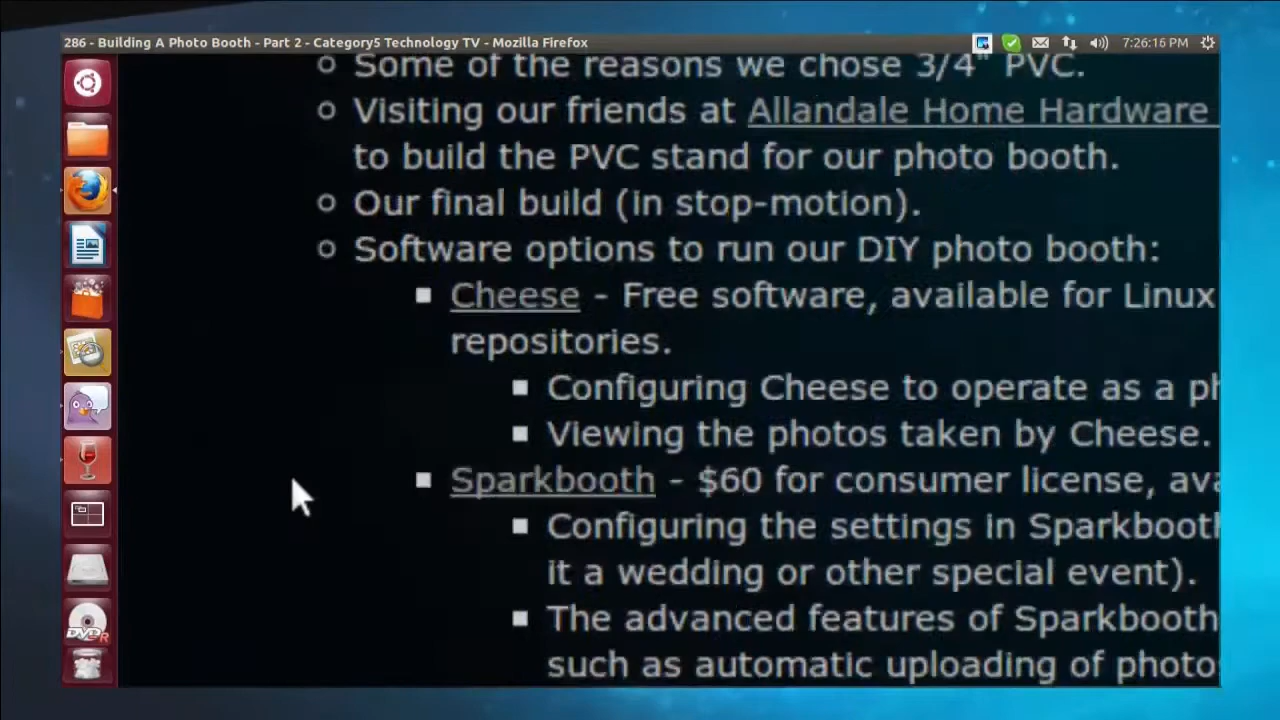 286 - Building A Photo Booth - Part 2 - Category5 Technology TV - Mozilla Firefox
7:26:16 PM
Some of the reasons we chose 3/4" PVC.
Visiting our friends at Allandale Home Hardware
to build the PVC stand for our photo booth.
Our final build (in stop-motion).
Software options to run our DIY photo booth:
Cheese - Free software, available for Linux
repositories.
Configuring Cheese to operate as a
Viewing the photos taken by Cheese.
Sparkbooth - $60 for consumer license,
Configuring the settings in Sparkbooth
it a wedding or other special event).
The advanced features of Sparkbooth
such as automatic uploading of
DVD R